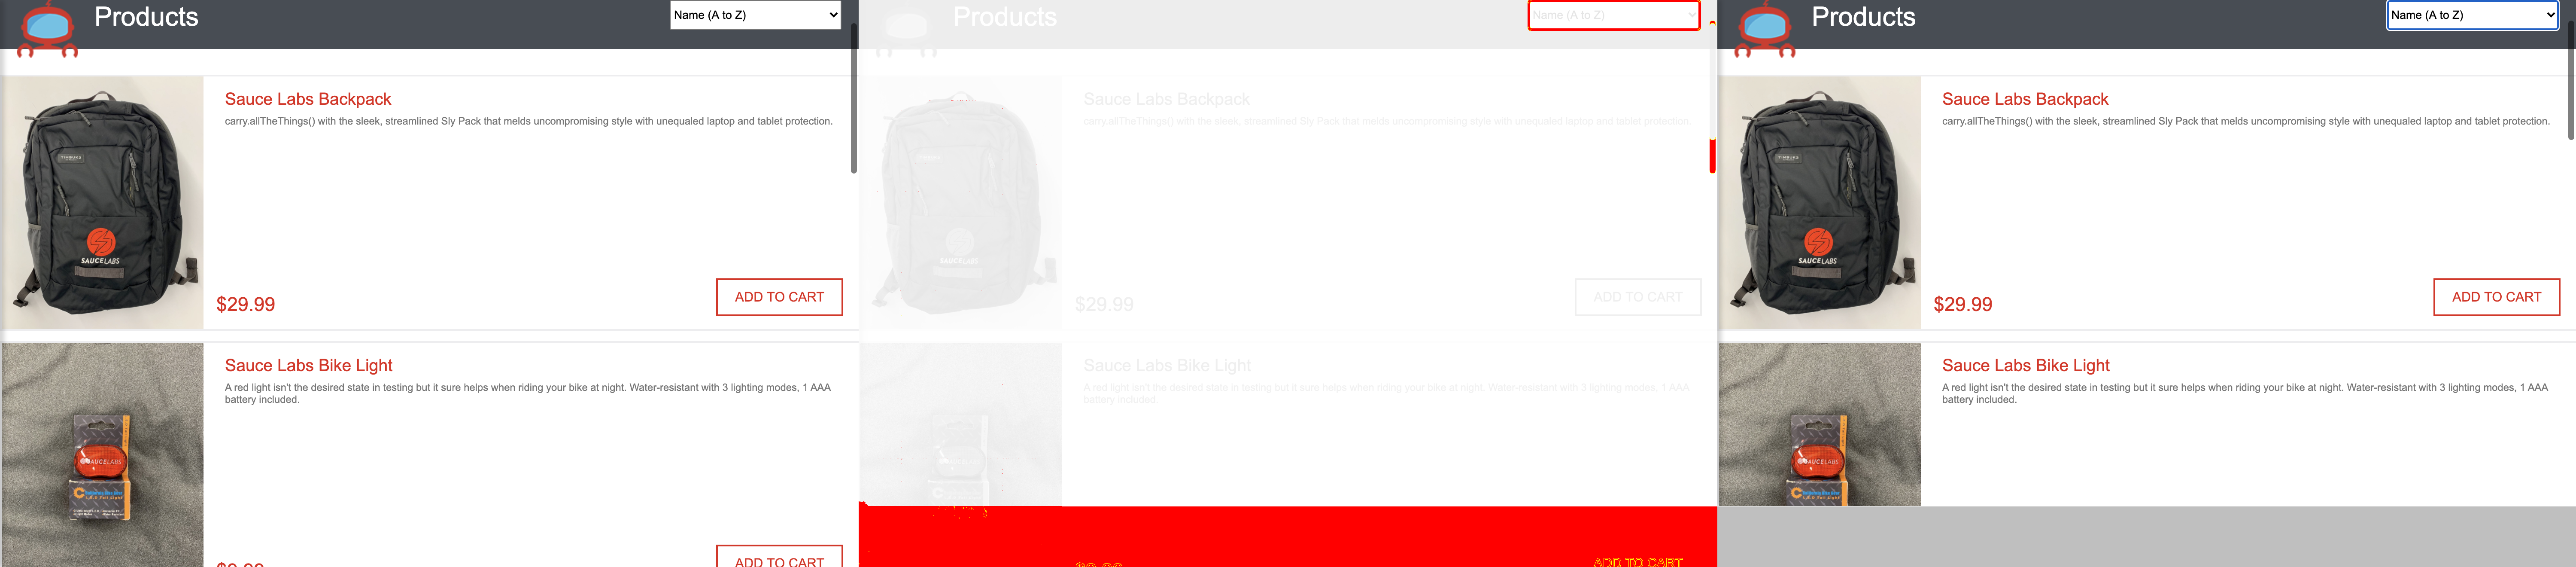 Products
Name (A to Z)
Sauce Labs Backpack
carry.allTheThings() with the sleek, streamlined Sly Pack that melds uncompromising style with unequaled laptop and tablet protection.
SAUCELABS
$29.99
ADD TO CART
Sauce Labs Bike Light
A red light isn't the desired state in testing but it sure helps when riding your bike at night. Water-resistant with 3 lighting modes, 1 AAA
battery included.
SAUCELABS
ADD TO CART
Products
Name (A to Z)
Sauce Labs Backpack
carry.allTheThings() with the sleek, streamlined Sly Pack that melds uncompromising style with unequaled laptop and tablet protection.
SAUCELABS
$29.99
ADD TO CART
Sauce Labs Bike Light
A red light isn't the desired state in testing but it sure helps when riding your bike at night. Water-resistant with 3 lighting modes, 1 AAA
battery included.
SAUCELABS
ADD TO CART
Products
Name (A to Z)
Sauce Labs Backpack
carry.allTheThings() with the sleek, streamlined Sly Pack that melds uncompromising style with unequaled laptop and tablet protection.
SAUCELABS
$29.99
ADD TO CART
Sauce Labs Bike Light
A red light isn't the desired state in testing but it sure helps when riding your bike at night. Water-resistant with 3 lighting modes, 1 AAA
battery included.
SAUCELABS